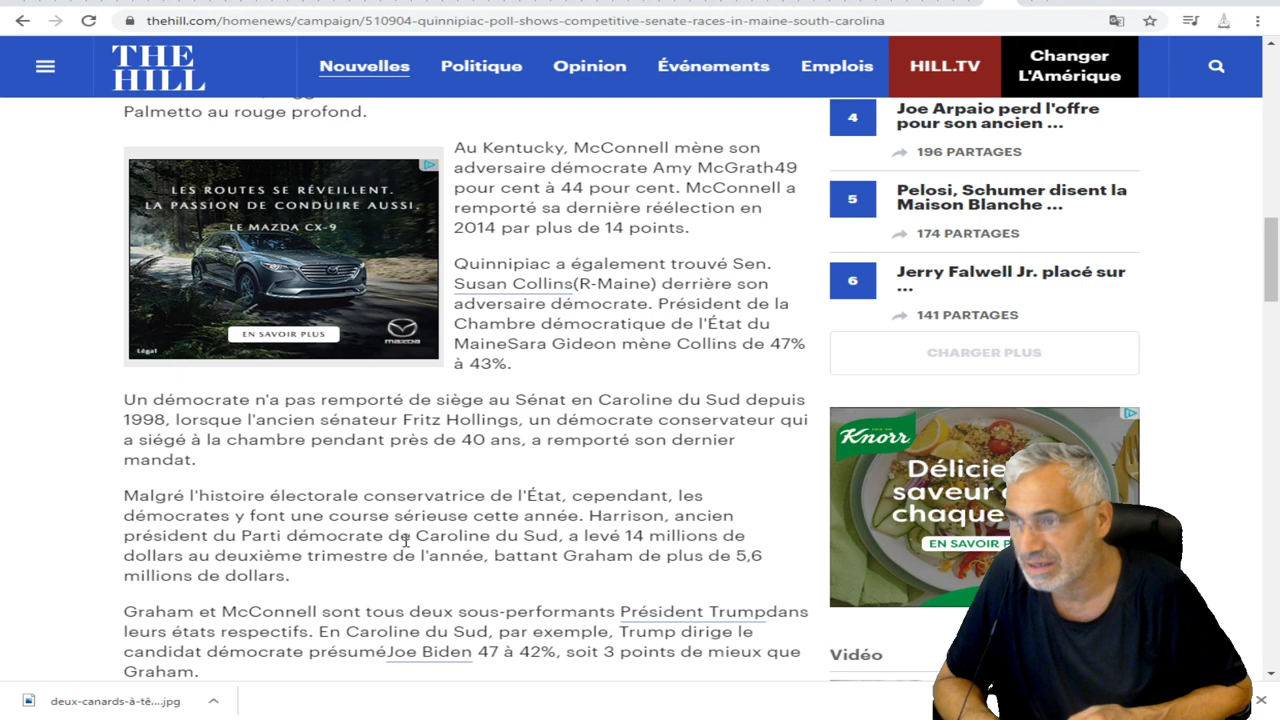 thehill.com/homenews/campaign/510904-quinnipiac-poll-shows-competitive-senate-races-in-maine-south-carolina
THE HILL
Nouvelles
Politique
Opinion
Événements
Emplois
HILL.TV
Changer
L'Amérique
Palmetto au rouge profond.
LES ROUTES SE RÉVEILLENT.
LA PASSION DE CONDUIRE AUSSI.
LE MAZDA CX-9
EN SAVOIR PLUS
Légal
mazda
Au Kentucky, McConnell mène son
adversaire démocrate Amy McGrath49
pour cent à 44 pour cent. McConnell a
remporté sa dernière réélection en
2014 par plus de 14 points.
Quinnipiac a également trouvé Sen.
Susan Collins(R-Maine) derrière son
adversaire démocrate. Président de la
Chambre démocratique de l'État du
MaineSara Gideon mène Collins de 47%
à 43%.
Un démocrate n'a pas remporté de siège au Sénat en Caroline du Sud depuis
1998, lorsque l'ancien sénateur Fritz Hollings, un démocrate conservateur qui
a siégé à la chambre pendant près de 40 ans, a remporté son dernier
mandat.
Malgré l'histoire électorale conservatrice de l'État, cependant, les
démocrates y font une course sérieuse cette année. Harrison, ancien
président du Parti démocrate de Caroline du Sud, a levé 14 millions de
dollars au deuxième trimestre de l'année, battant Graham de plus de 5,6
millions de dollars.
Graham et McConnell sont tous deux sous-performants Président Trumpdans
leurs états respectifs. En Caroline du Sud, par exemple, Trump dirige le
candidat démocrate présuméJoe Biden 47 à 42%, soit 3 points de mieux que
Graham.
4
Joe Arpaio perd l'offre
pour son ancien ...
196 PARTAGES
5
Pelosi, Schumer disent la
Maison Blanche ...
174 PARTAGES
6
Jerry Falwell Jr. placé sur
...
141 PARTAGES
CHARGER PLUS
Knorr
saveur
chaque
EN SAVOIR
Vidéo
deux-canards-à-tê....jpg